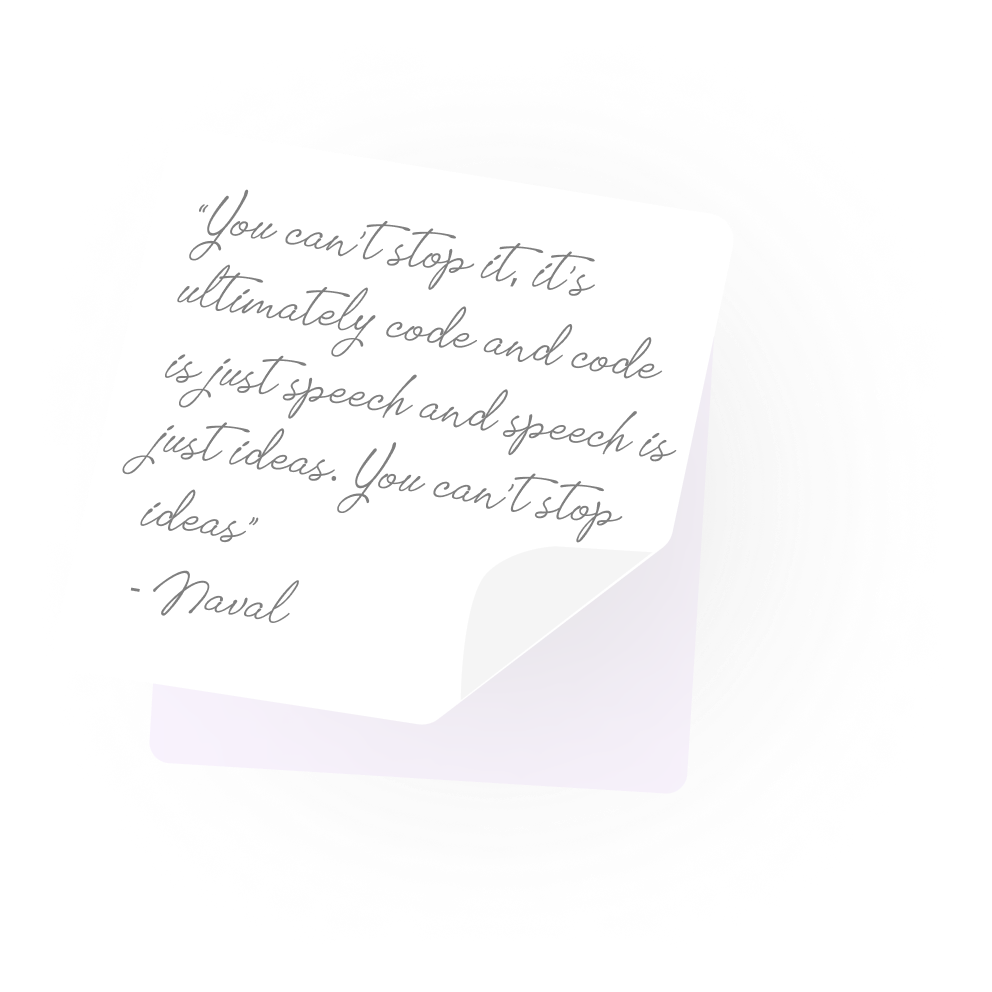 “You can't stop it, it's
ultimately code and code
is just speech and speech is
just ideas. You can't stop
ideas”
- Naval